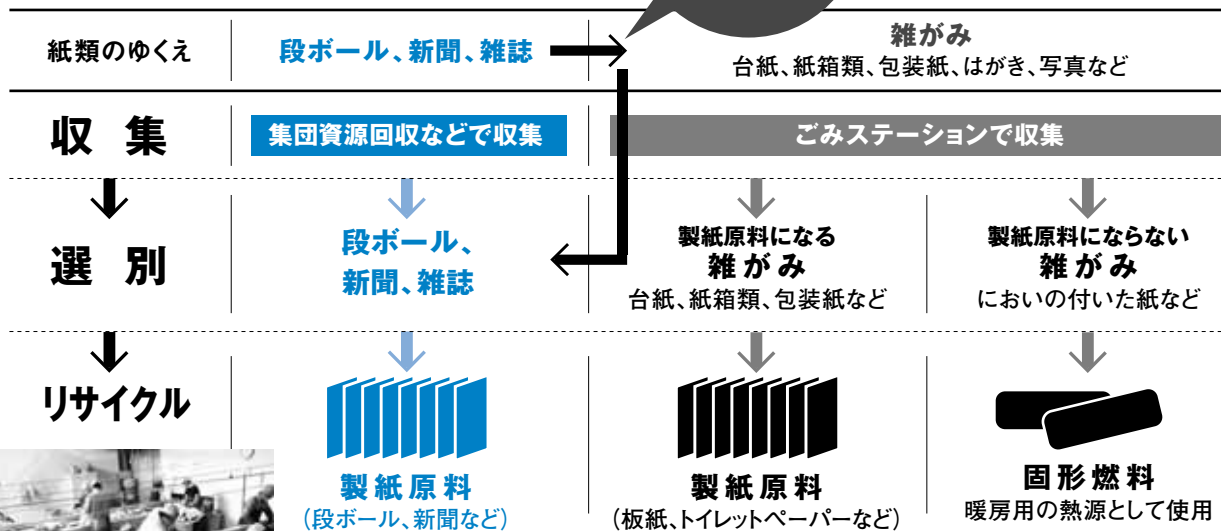 紙類のゆくえ
段ボール、新聞、雑誌
雑がみ
台紙、紙箱類、包装紙、はがき、写真など
収 集
集団資源回収などで収集
ごみステーションで収集
選 別
段ボール、
新聞、雑誌
製紙原料になる
雑がみ
台紙、紙箱類、包装紙など
製紙原料にならない
雑がみ
においの付いた紙など
リサイクル
製紙原料
(段ボール、新聞など)
製紙原料
(板紙、トイレットペーパーなど)
固形燃料
暖房用の熱源として使用